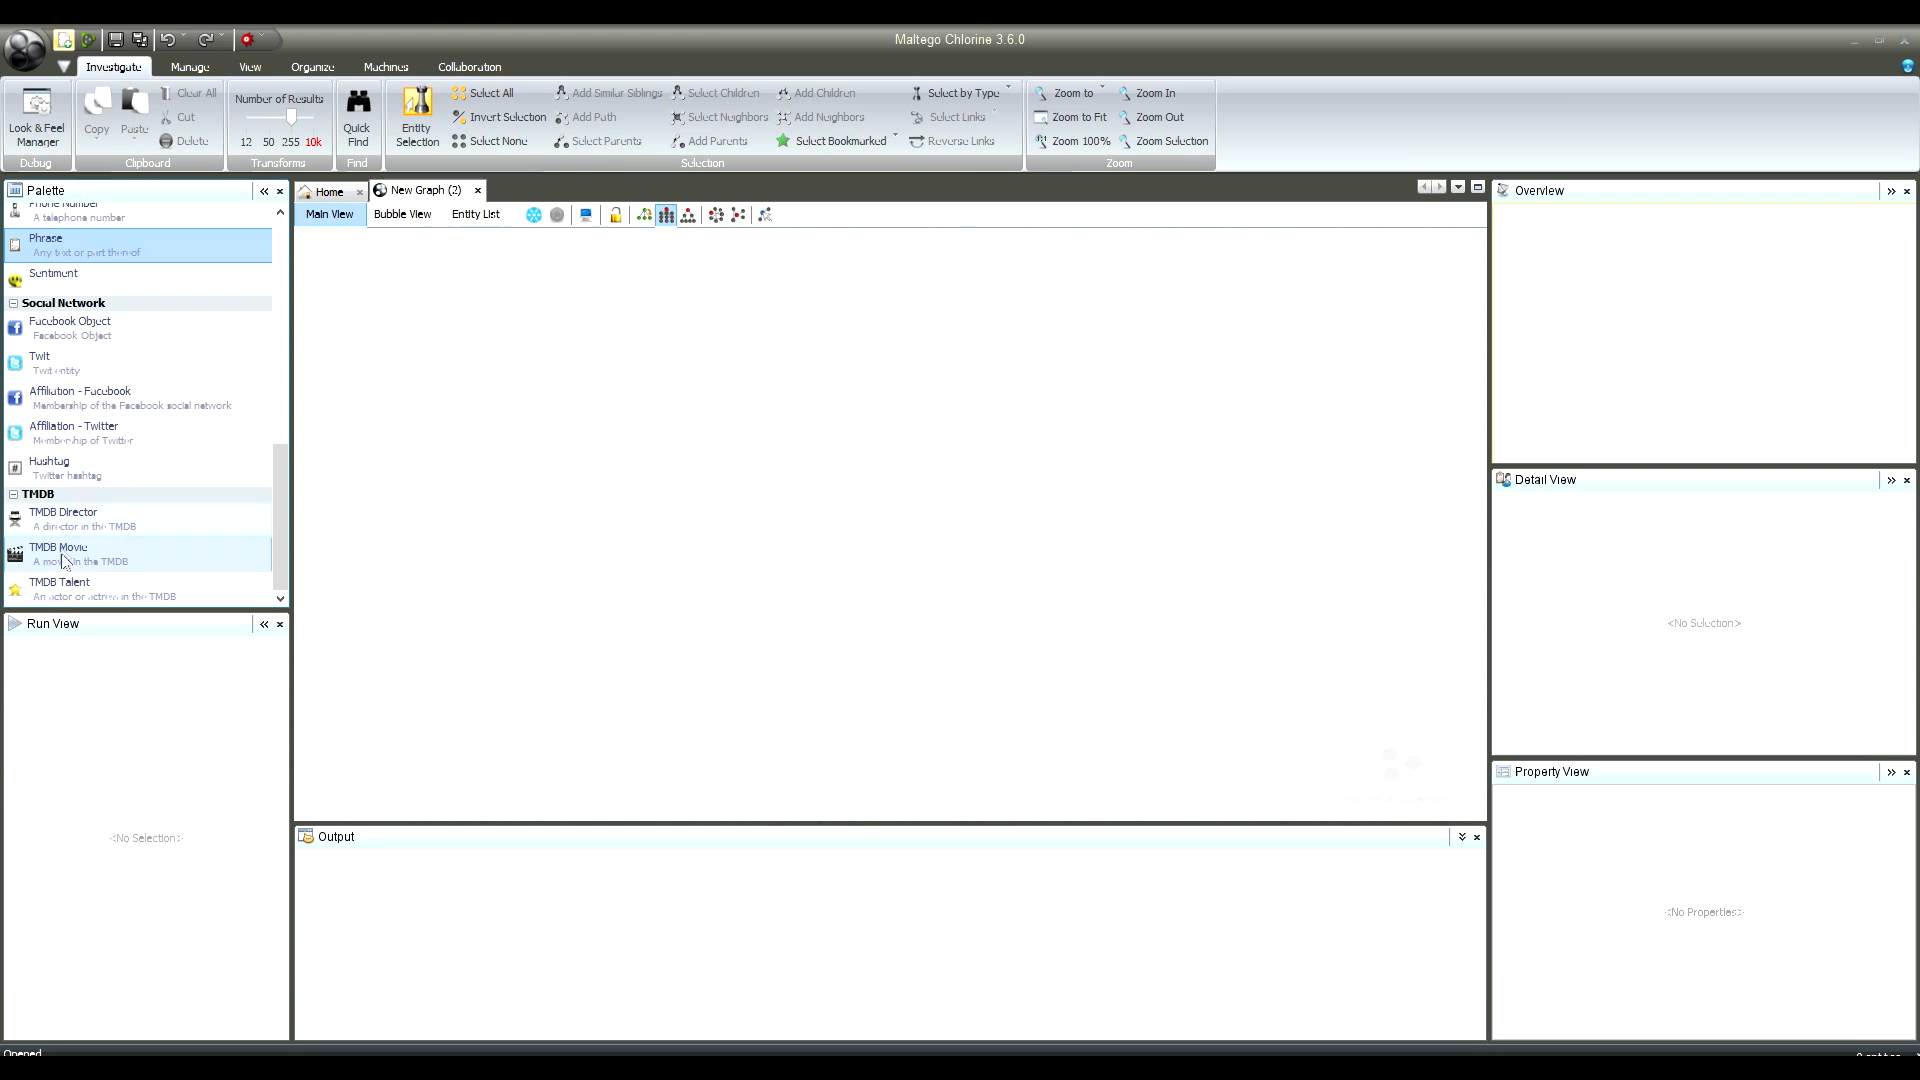 Maltego Chlorine 3.6.0
Investigate Manage View Organize Machines Collaboration
Look & Feel Manager
Debug
Copy
Paste
Clear All
Cut
Delete
Clipboard
Number of Results
12 50 255 10k
Transforms
Quick Find
Find
Entity Selection
Select All
Invert Selection
Select None
Add Similar Siblings
Add Path
Select Parents
Select Children
Select Neighbors
Add Parents
Add Children
Add Neighbors
Select Bookmarked
Select by Type
Select Links
Reverse Links
Selection
Zoom to
Zoom to Fit
Zoom 100%
Zoom In
Zoom Out
Zoom Selection
Zoom
Palette
Phone Number
A telephone number
Phrase
Any text or part thereof
Sentiment
Social Network
Facebook Object
Facebook Object
Twit
Twit entity
Affiliation - Facebook
Membership of the Facebook social network
Affiliation - Twitter
Membership of Twitter
Hashtag
Twitter hashtag
TMDB
TMDB Director
A director in the TMDB
TMDB Movie
A movie in the TMDB
TMDB Talent
An actor or actress in the TMDB
Run View
<No Selection>
Home
New Graph (2)
Main View Bubble View Entity List
Output
Overview
Detail View
<No Selection>
Property View
<No Properties>
Opened